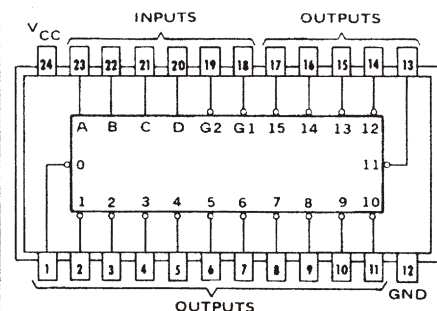 INPUTS OUTPUTS
VCC
24 23 22 21 20 19 18 17 16 15 14 13
A B C D G2 G1 15 14 13 12
0 11
1 2 3 4 5 6 7 8 9 10
1 2 3 4 5 6 7 8 9 10 11 12
OUTPUTS GND